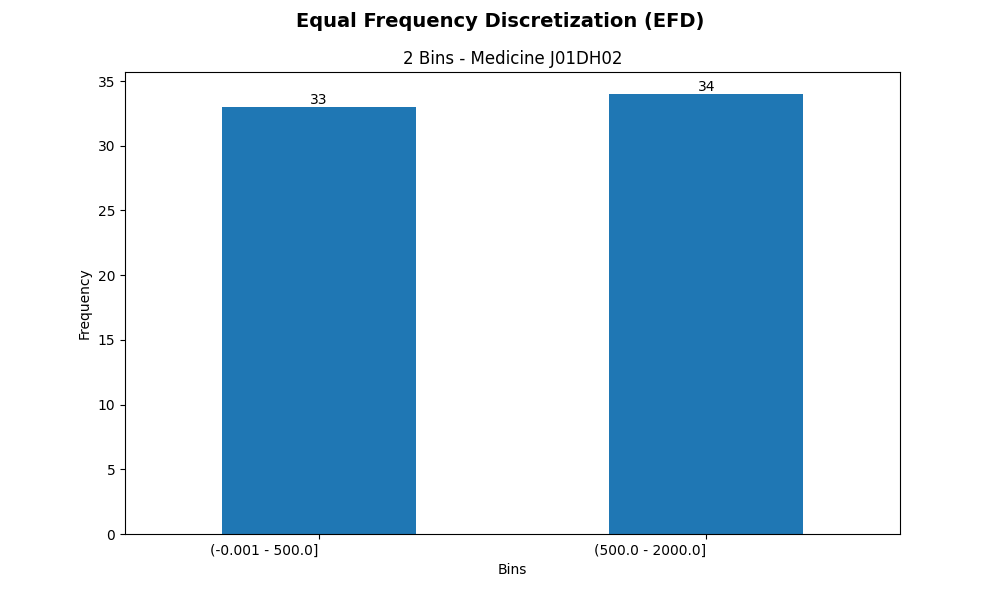 Equal Frequency Discretization (EFD)
2 Bins - Medicine J01DH02
35
30
25
20
15
10
5
0
Frequency
33
34
(-0.001 - 500.0]
(500.0 - 2000.0]
Bins